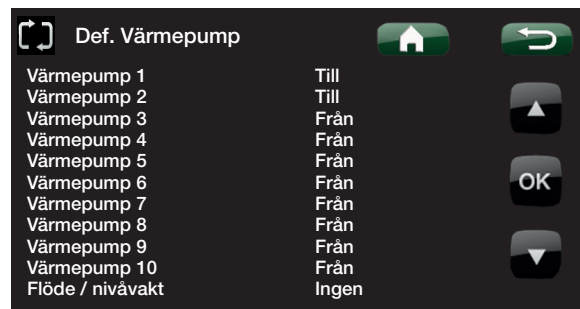 Def. Värmepump
Värmepump 1 Till
Värmepump 2 Till
Värmepump 3 Från
Värmepump 4 Från
Värmepump 5 Från
Värmepump 6 Från
Värmepump 7 Från
Värmepump 8 Från
Värmepump 9 Från
Värmepump 10 Från
Flöde / nivåvakt Ingen
OK